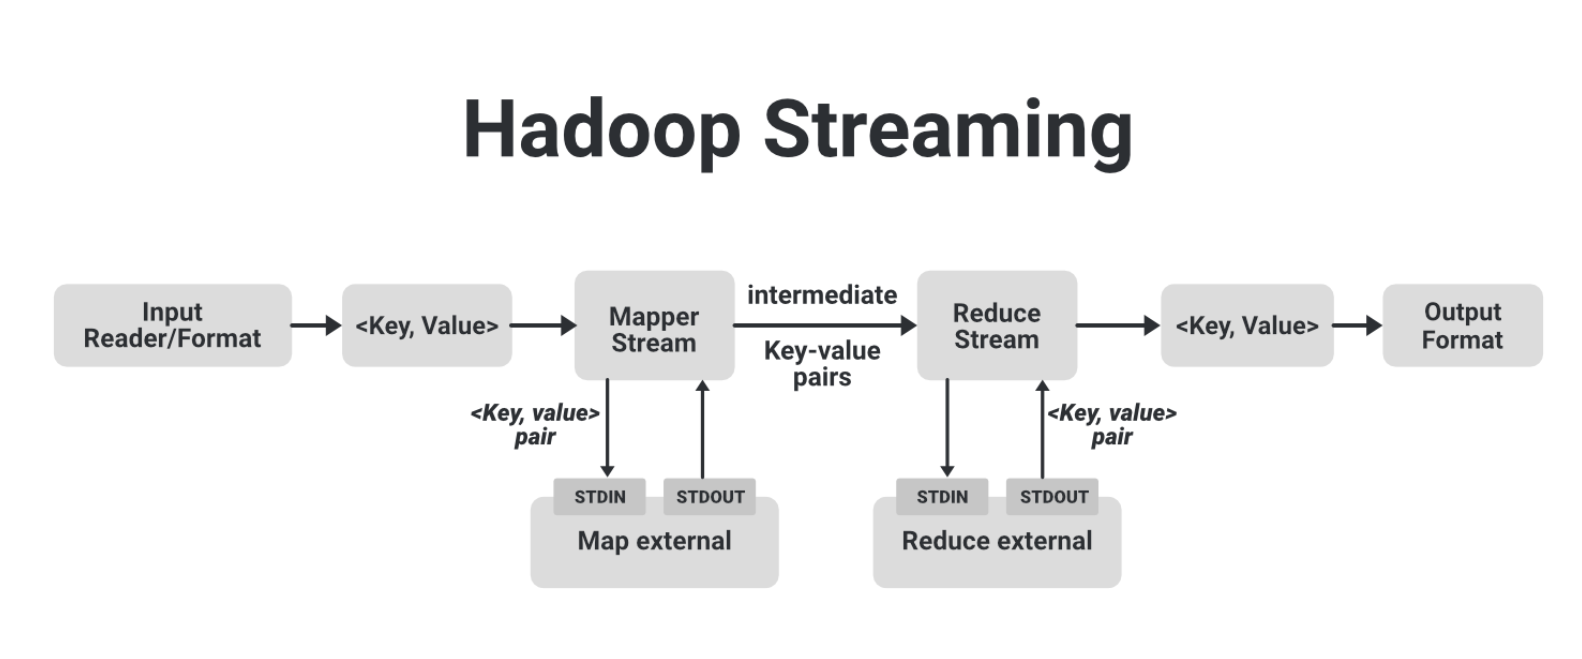 Hadoop Streaming
Input
Reader/Format
<Key, Value>
Mapper
Stream
intermediate
Key-value
pairs
Reduce
Stream
<Key, Value>
Output
Format
<Key, value>
pair
<Key, value>
pair
STDIN
STDOUT
Map external
STDIN
STDOUT
Reduce external